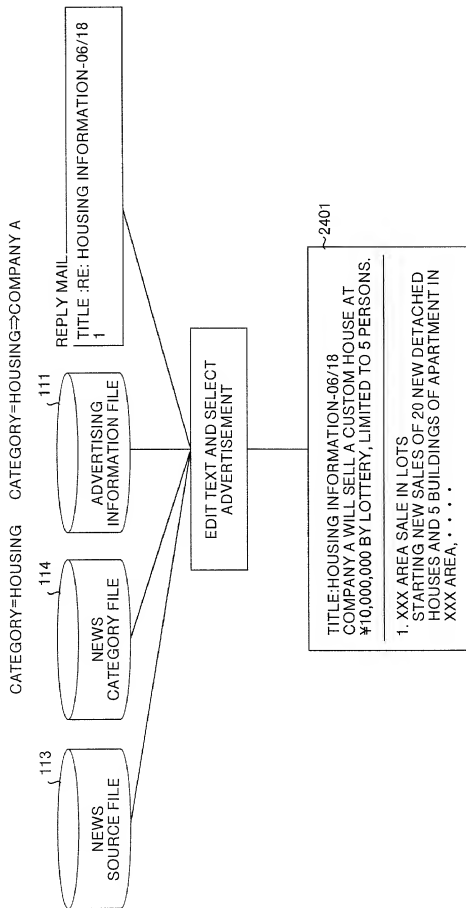 CATEGORY=HOUSING
CATEGORY=HOUSING⇒COMPANY A
113
NEWS
SOURCE FILE
114
NEWS
CATEGORY FILE
111
ADVERTISING
INFORMATION FILE
REPLY MAIL
TITLE :RE: HOUSING INFORMATION-06/18
1
EDIT TEXT AND SELECT
ADVERTISEMENT
2401
TITLE:HOUSING INFORMATION-06/18
COMPANY A WILL SELL A CUSTOM HOUSE AT
¥10,000,000 BY LOTTERY, LIMITED TO 5 PERSONS.
1. XXX AREA SALE IN LOTS
STARTING NEW SALES OF 20 NEW DETACHED
HOUSES AND 5 BUILDINGS OF APARTMENT IN
XXX AREA, · · · ·